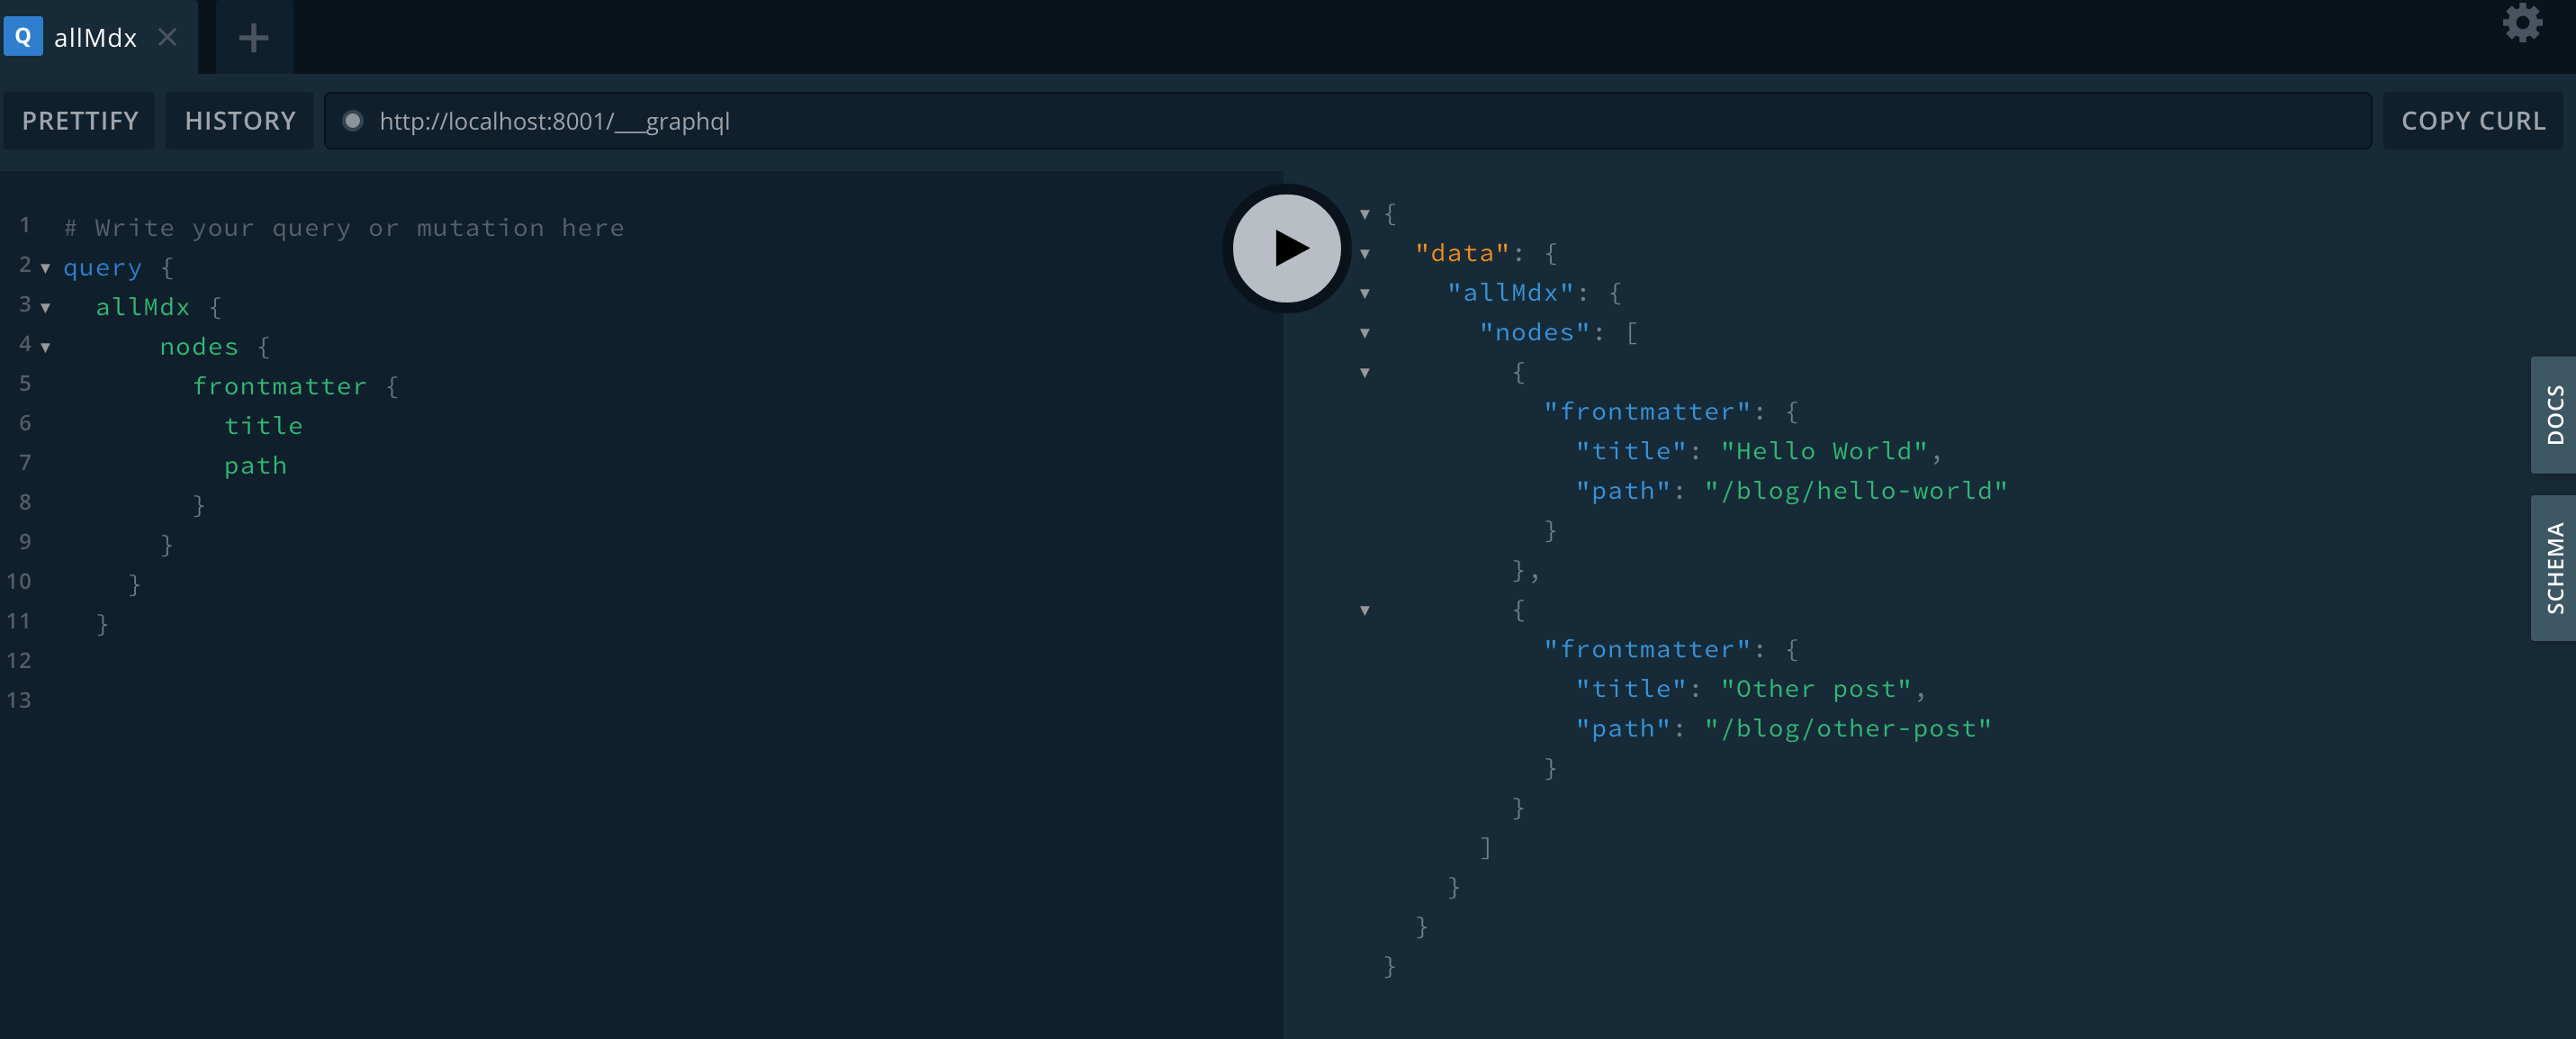 Q allMdx
PRETTIFY HISTORY http://localhost:8001/___graphql COPY CURL
1 # Write your query or mutation here
2 query {
3 allMdx {
4 nodes {
5 frontmatter {
6 title
7 path
8 }
9 }
10 }
11 }
12
13
{
"data": {
"allMdx": {
"nodes": [
{
"frontmatter": {
"title": "Hello World",
"path": "/blog/hello-world"
}
},
{
"frontmatter": {
"title": "Other post",
"path": "/blog/other-post"
}
}
]
}
}
}
DOCS
SCHEMA